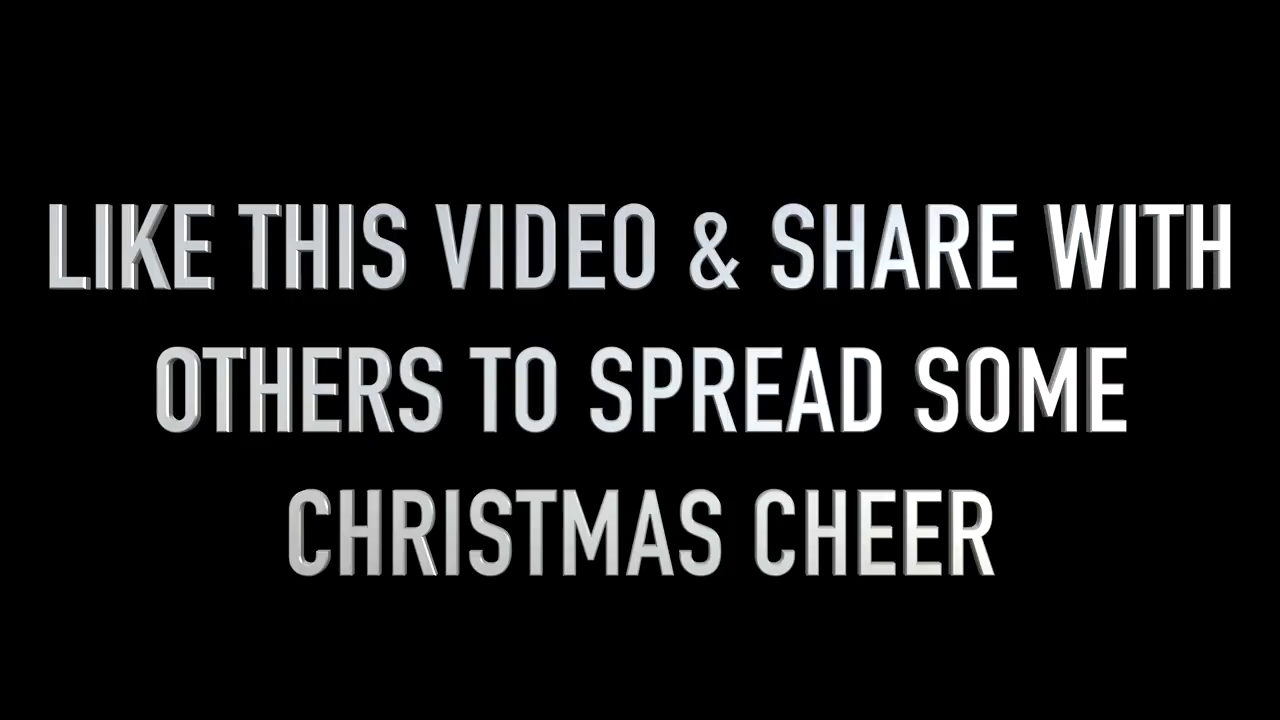 LIKE THIS VIDEO & SHARE WITH
OTHERS TO SPREAD SOME
CHRISTMAS CHEER